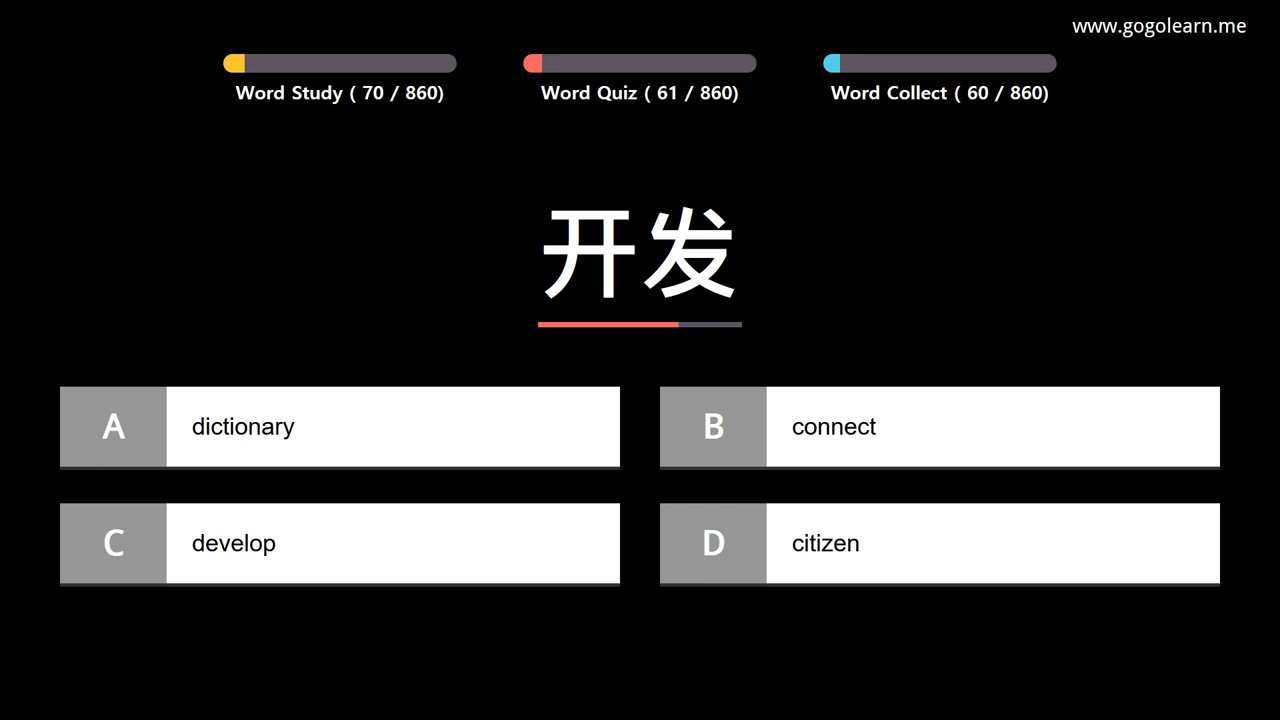 www.gogolearn.me
Word Study ( 70 / 860)
Word Quiz ( 61 / 860)
Word Collect ( 60 / 860)
开发
A dictionary
B connect
C develop
D citizen